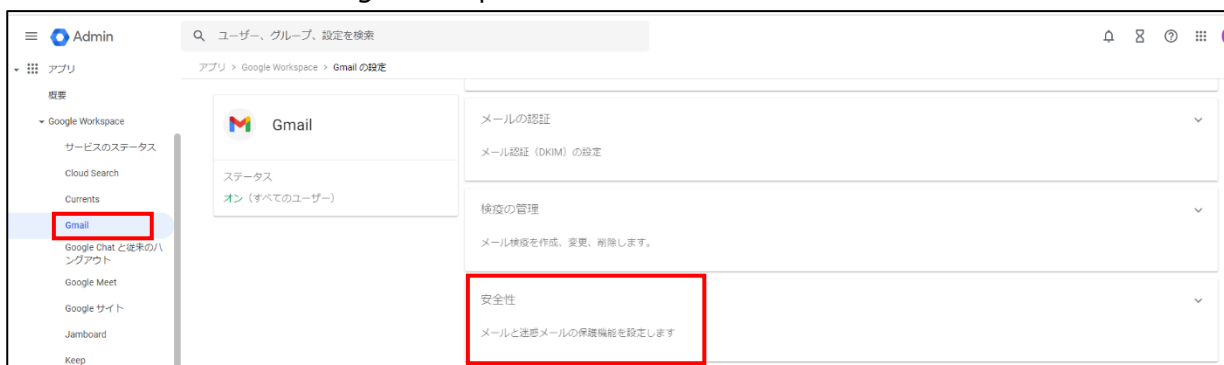 Admin
ユーザー、グループ、設定を検索
アプリ
アプリ > Google Workspace > Gmail の設定
概要
Google Workspace
サービスのステータス
Cloud Search
Currents
Gmail
Google Chat と従来のハ
ングアウト
Google Meet
Google サイト
Jamboard
Keep
Gmail
ステータス
オン（すべてのユーザー）
メールの認証
メール認証（DKIM）の設定
検疫の管理
メール検疫を作成、変更、削除します。
安全性
メールと迷惑メールの保護機能を設定します